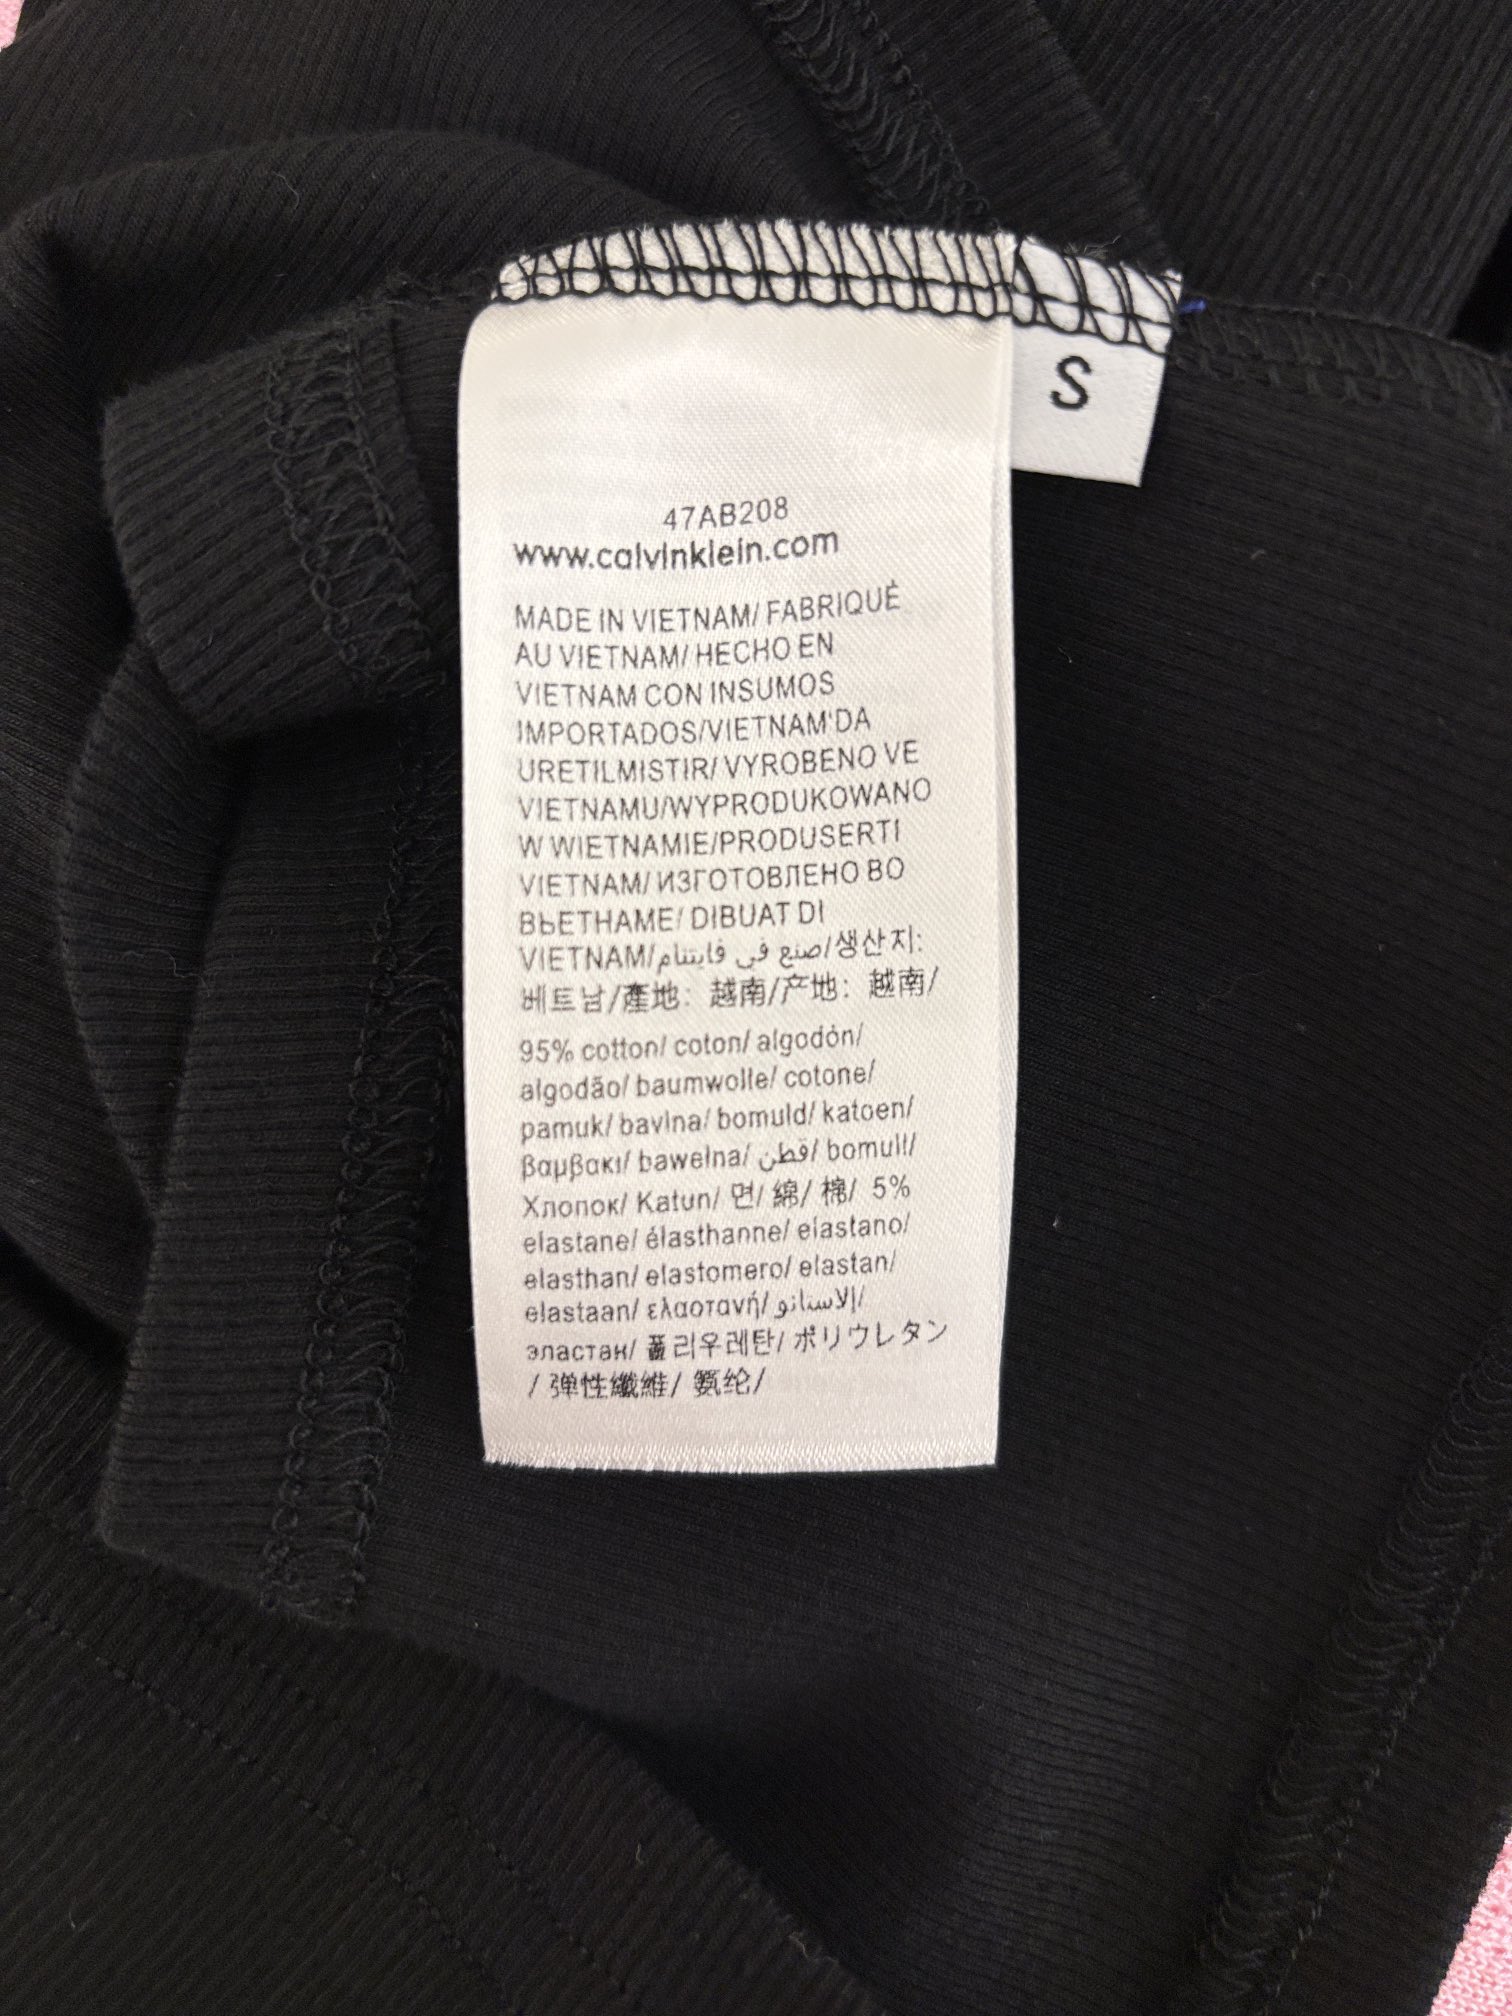 S
47AB208
www.calvinklein.com
MADE IN VIETNAM/ FABRIQUÉ
AU VIETNAM/ HECHO EN
VIETNAM CON INSUMOS
IMPORTADOS/VIETNAM'DA
URETILMISTIR/ VYROBENO VE
VIETNAMU/WYPRODUKOWANO
W WIETNAMIE/PRODUSERTI
VIETNAM/ ИЗГОТОВЛЕНО ВО
ВЬЕТНАМЕ/ DIBUAT DI
VIETNAM/صنع في فايتنام/생산지:
베트남/產地: 越南/产地: 越南/
95% cotton/ coton/ algodón/
algodão/ baumwolle/ cotone/
pamuk/ bavlna/ bomuld/ katoen/
βαμβακι/ bawełna/ قطن/ bomull/
Хлопок/ Katun/ 면/ 綿/ 棉/ 5%
elastane/ élasthanne/ elastano/
elasthan/ elastomero/ elastan/
elastaan/ ελαστανή/ إلاستانو/
эластан/ 폴리우레탄/ ポリウレタン
/ 弹性纖維/ 氨纶/